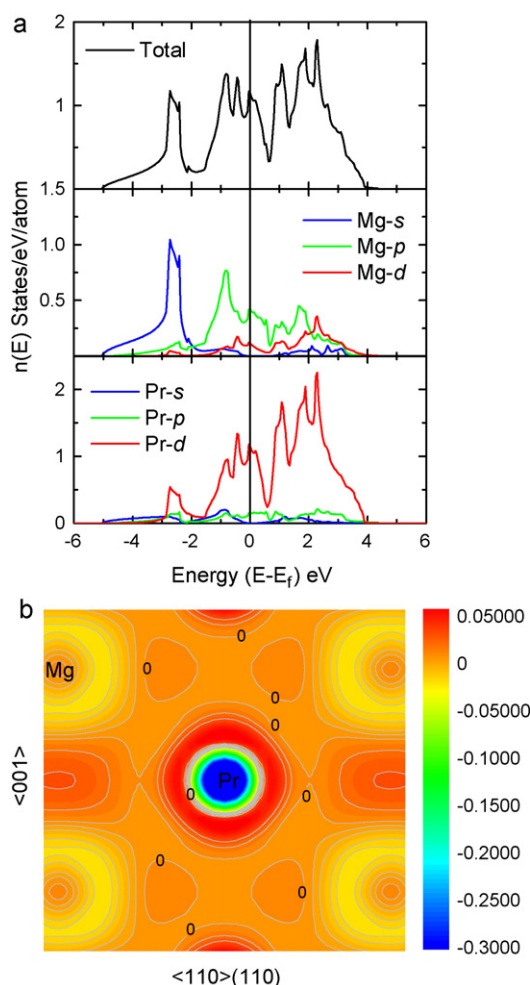 a
2
Total
1
1.5
Mg-s
1.0
Mg-p
Mg-d
0.5
n(E) States/eV/atom
2
Pr-s
Pr-p
Pr-d
1
0
-6 -4 -2 0 2 4 6
Energy (E-E_f) eV
b
0.05000
0
Mg 0
0
-0.05000
0 0
0
-0.1000
<001>
Pr
0 0
-0.1500
-0.2000
0
0
-0.2500
0
-0.3000
<110>(110)